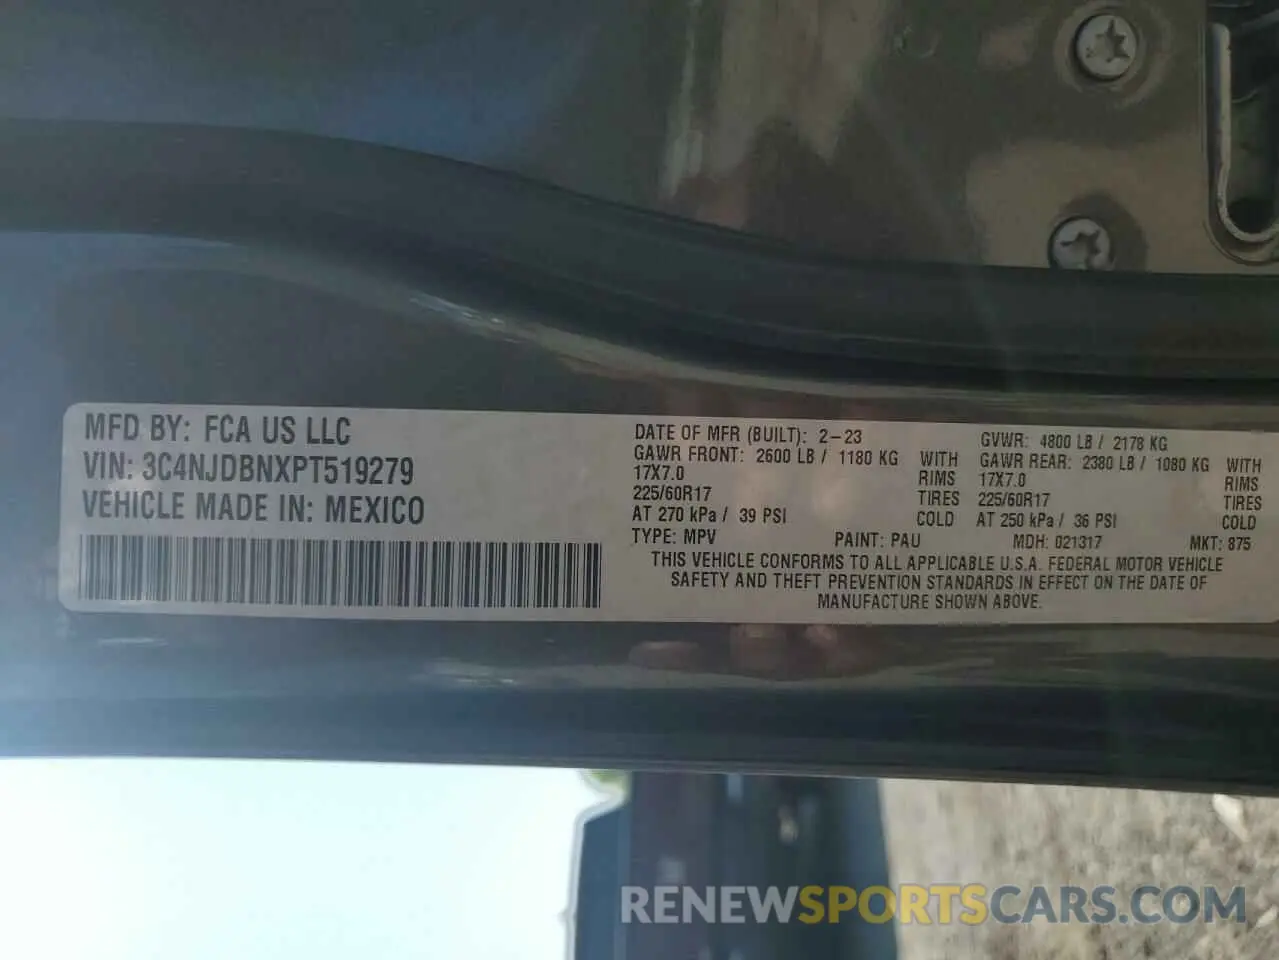 MFD BY: FCA US LLC
VIN: 3C4NJDBNXPT519279
VEHICLE MADE IN: MEXICO
DATE OF MFR (BUILT): 2-23
GAWR FRONT: 2600 LB / 1180 KG WITH
17X7.0 RIMS
225/60R17 TIRES
AT 270 kPa / 39 PSI COLD
GVWR: 4800 LB / 2178 KG
GAWR REAR: 2380 LB / 1080 KG WITH
17X7.0 RIMS
225/60R17 TIRES
AT 250 kPa / 36 PSI COLD
TYPE: MPV PAINT: PAU MDH: 021317 MKT: 875
THIS VEHICLE CONFORMS TO ALL APPLICABLE U.S.A. FEDERAL MOTOR VEHICLE
SAFETY AND THEFT PREVENTION STANDARDS IN EFFECT ON THE DATE OF
MANUFACTURE SHOWN ABOVE.
RENEWSPORTSCARS.COM